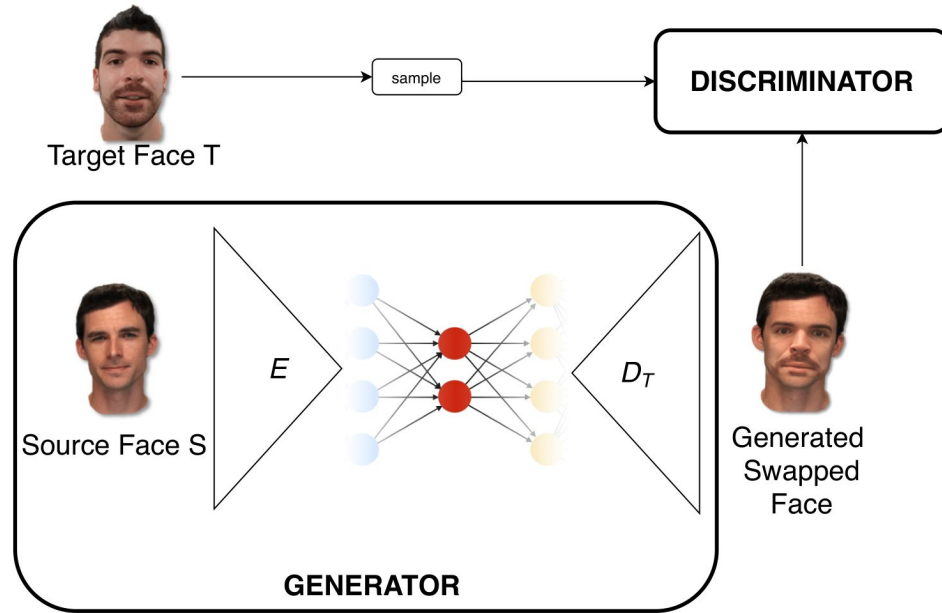 sample
DISCRIMINATOR
Target Face T
E
D_T
Source Face S
Generated
Swapped
Face
GENERATOR